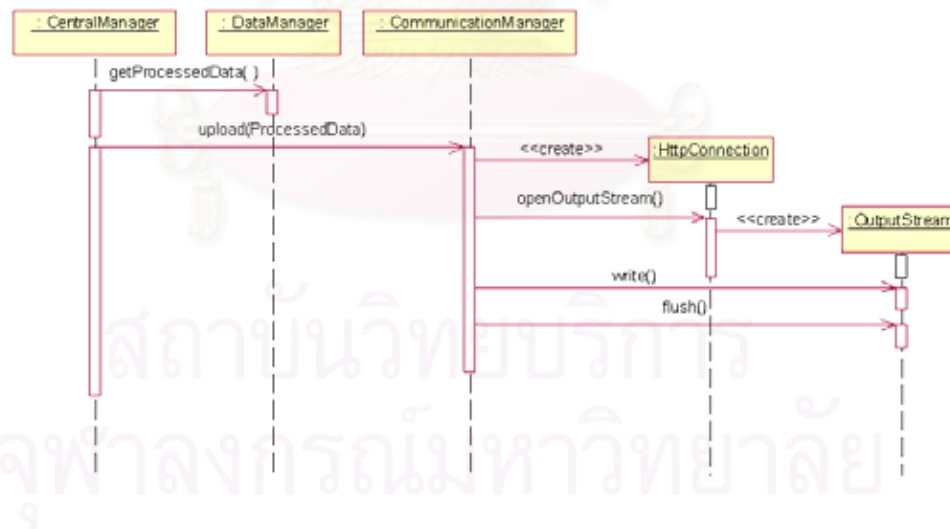 : CentralManager
: DataManager
: CommunicationManager
getProcessedData( )
upload(ProcessedData)
<<create>>
:HttpConnection
openOutputStream()
<<create>>
: OutputStream
write()
flush()
สถาบันวิทยบริการ
จุฬาลงกรณ์มหาวิทยาลัย